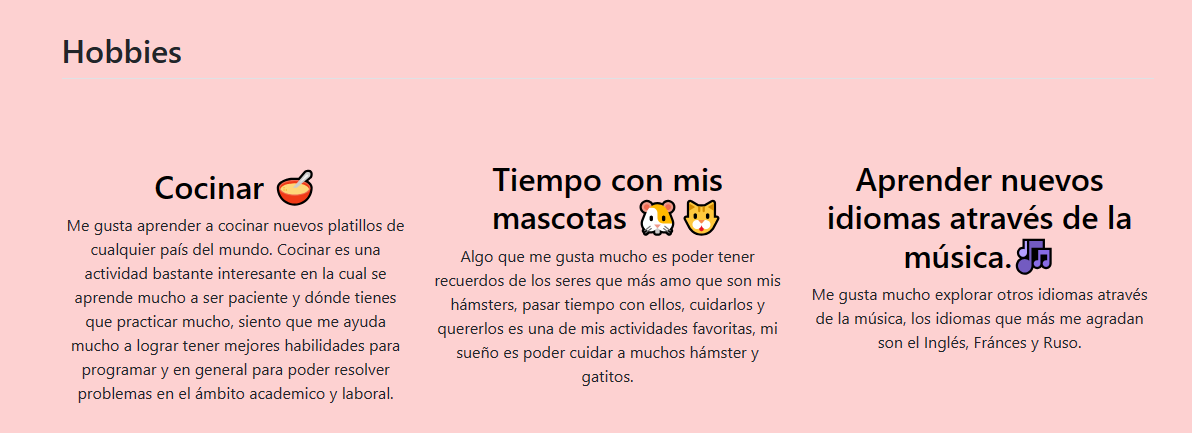 Hobbies
Cocinar 🥣
Me gusta aprender a cocinar nuevos platillos de
cualquier país del mundo. Cocinar es una
actividad bastante interesante en la cual se
aprende mucho a ser paciente y dónde tienes
que practicar mucho, siento que me ayuda
mucho a lograr tener mejores habilidades para
programar y en general para poder resolver
problemas en el ámbito academico y laboral.
Tiempo con mis
mascotas 🐹🐱
Algo que me gusta mucho es poder tener
recuerdos de los seres que más amo que son mis
hámsters, pasar tiempo con ellos, cuidarlos y
quererlos es una de mis actividades favoritas, mi
sueño es poder cuidar a muchos hámster y
gatitos.
Aprender nuevos
idiomas através de la
música.🎶
Me gusta mucho explorar otros idiomas através
de la música, los idiomas que más me agradan
son el Inglés, Fránces y Ruso.